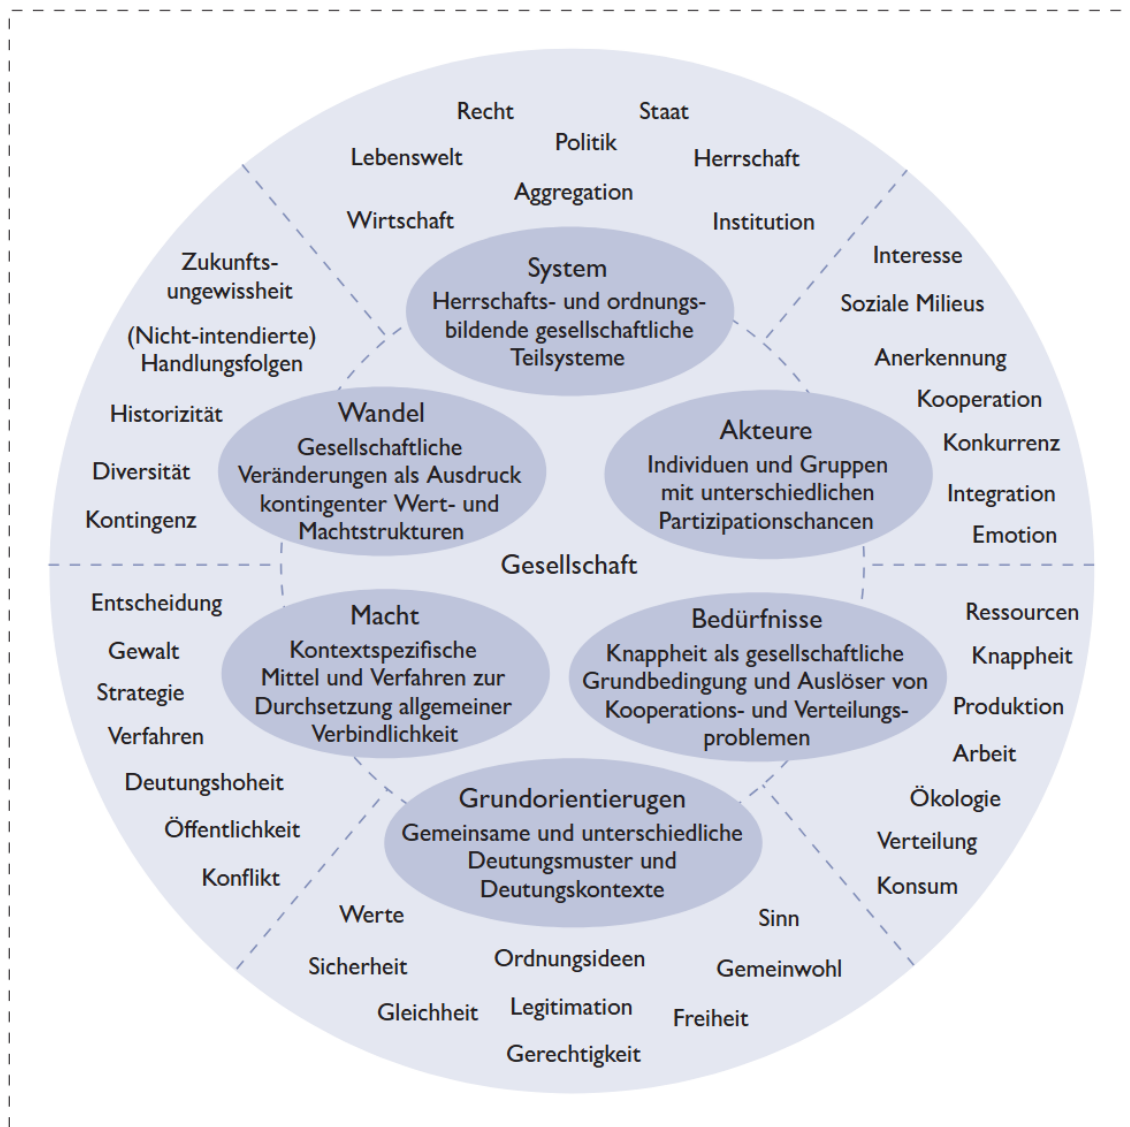 Recht
Staat
Politik
Lebenswelt
Herrschaft
Aggregation
Wirtschaft
Institution
System
Herrschafts- und ordnungs-
bildende gesellschaftliche
Teilsysteme
Interesse
Soziale Milieus
Anerkennung
Kooperation
Konkurrenz
Integration
Emotion
Akteure
Individuen und Gruppen
mit unterschiedlichen
Partizipationschancen
Zukunfts-
ungewissheit
(Nicht-intendierte)
Handlungsfolgen
Historizität
Diversität
Kontingenz
Wandel
Gesellschaftliche
Veränderungen als Ausdruck
kontingenter Wert- und
Machtstrukturen
Gesellschaft
Entscheidung
Gewalt
Strategie
Verfahren
Deutungshoheit
Öffentlichkeit
Konflikt
Macht
Kontextspezifische
Mittel und Verfahren zur
Durchsetzung allgemeiner
Verbindlichkeit
Bedürfnisse
Knappheit als gesellschaftliche
Grundbedingung und Auslöser von
Kooperations- und Verteilungs-
problemen
Ressourcen
Knappheit
Produktion
Arbeit
Ökologie
Verteilung
Konsum
Grundorientierugen
Gemeinsame und unterschiedliche
Deutungsmuster und
Deutungskontexte
Werte
Sinn
Sicherheit
Ordnungsideen
Gemeinwohl
Gleichheit
Legitimation
Freiheit
Gerechtigkeit